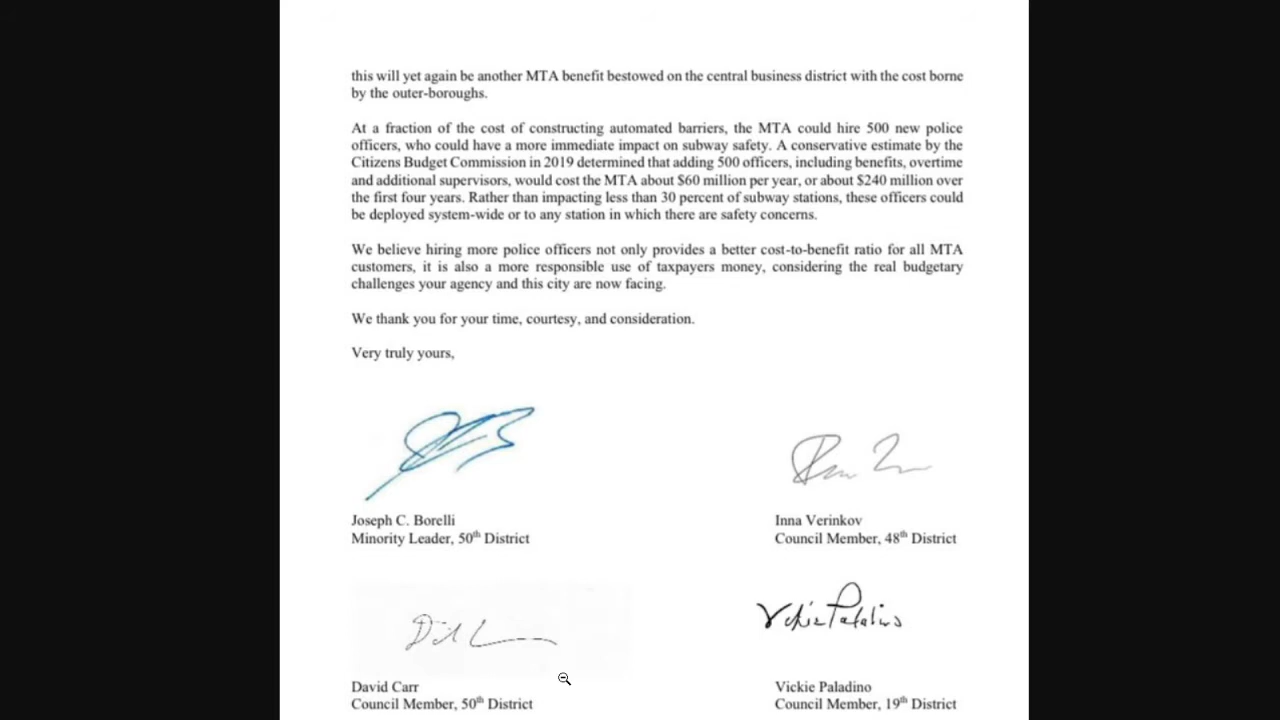 this will yet again be another MTA benefit bestowed on the central business district with the cost borne
by the outer-boroughs.
At a fraction of the cost of constructing automated barriers, the MTA could hire 500 new police
officers, who could have a more immediate impact on subway safety. A conservative estimate by the
Citizens Budget Commission in 2019 determined that adding 500 officers, including benefits, overtime
and additional supervisors, would cost the MTA about $60 million per year, or about $240 million over
the first four years. Rather than impacting less than 30 percent of subway stations, these officers could
be deployed system-wide or to any station in which there are safety concerns.
We believe hiring more police officers not only provides a better cost-to-benefit ratio for all MTA
customers, it is also a more responsible use of taxpayers money, considering the real budgetary
challenges your agency and this city are now facing.
We thank you for your time, courtesy, and consideration.
Very truly yours,
Joseph C. Borelli
Minority Leader, 50th District
Inna Verinkov
Council Member, 48th District
Vickie Paladino
David Carr
Council Member, 50th District
Vickie Paladino
Council Member, 19th District